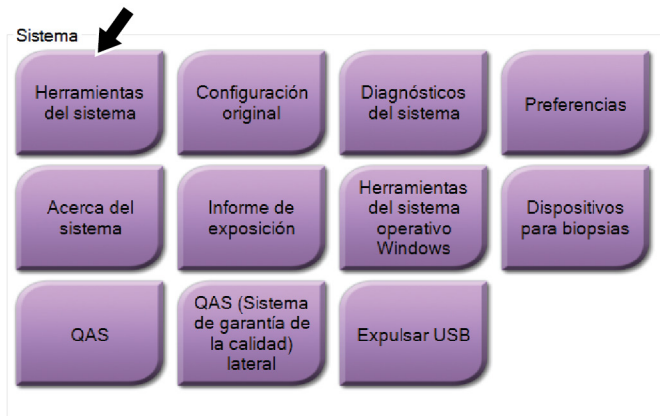 Sistema
Herramientas
del sistema
Configuración
original
Diagnósticos
del sistema
Preferencias
Acerca del
sistema
Informe de
exposición
Herramientas
del sistema
operativo
Windows
Dispositivos
para biopsias
QAS
QAS (Sistema
de garantía de
la calidad)
lateral
Expulsar USB